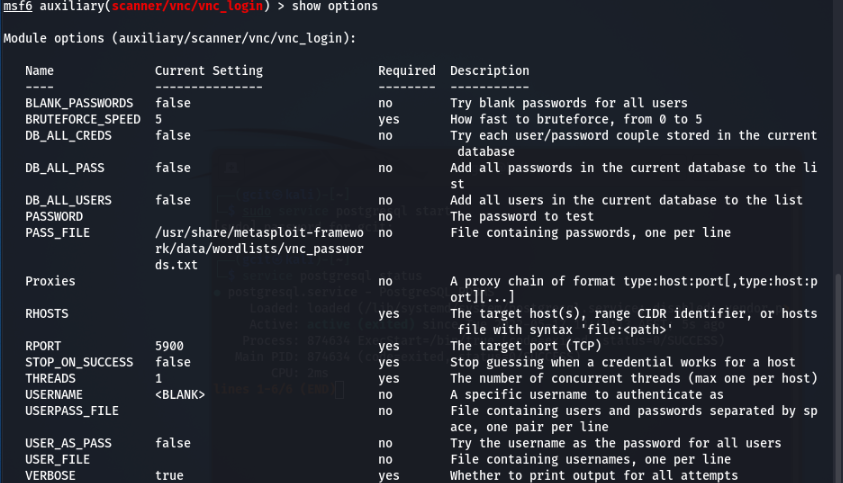 msf6 auxiliary(scanner/vnc/vnc_login) > show options
Module options (auxiliary/scanner/vnc/vnc_login):
Name Current Setting Required Description
---- --------------- -------- -----------
BLANK_PASSWORDS false no Try blank passwords for all users
BRUTEFORCE_SPEED 5 yes How fast to bruteforce, from 0 to 5
DB_ALL_CREDS false no Try each user/password couple stored in the current
database
DB_ALL_PASS false no Add all passwords in the current database to the li
st
DB_ALL_USERS false no Add all users in the current database to the list
PASSWORD no The password to test
PASS_FILE /usr/share/metasploit-framewo no File containing passwords, one per line
rk/data/wordlists/vnc_passwor
ds.txt
Proxies no A proxy chain of format type:host:port[,type:host:p
ort][...]
RHOSTS yes The target host(s), range CIDR identifier, or hosts
file with syntax 'file:<path>'
RPORT 5900 yes The target port (TCP)
STOP_ON_SUCCESS false yes Stop guessing when a credential works for a host
THREADS 1 yes The number of concurrent threads (max one per host)
USERNAME <BLANK> no A specific username to authenticate as
USERPASS_FILE no File containing users and passwords separated by sp
ace, one pair per line
USER_AS_PASS false no Try the username as the password for all users
USER_FILE no File containing usernames, one per line
VERBOSE true yes Whether to print output for all attempts